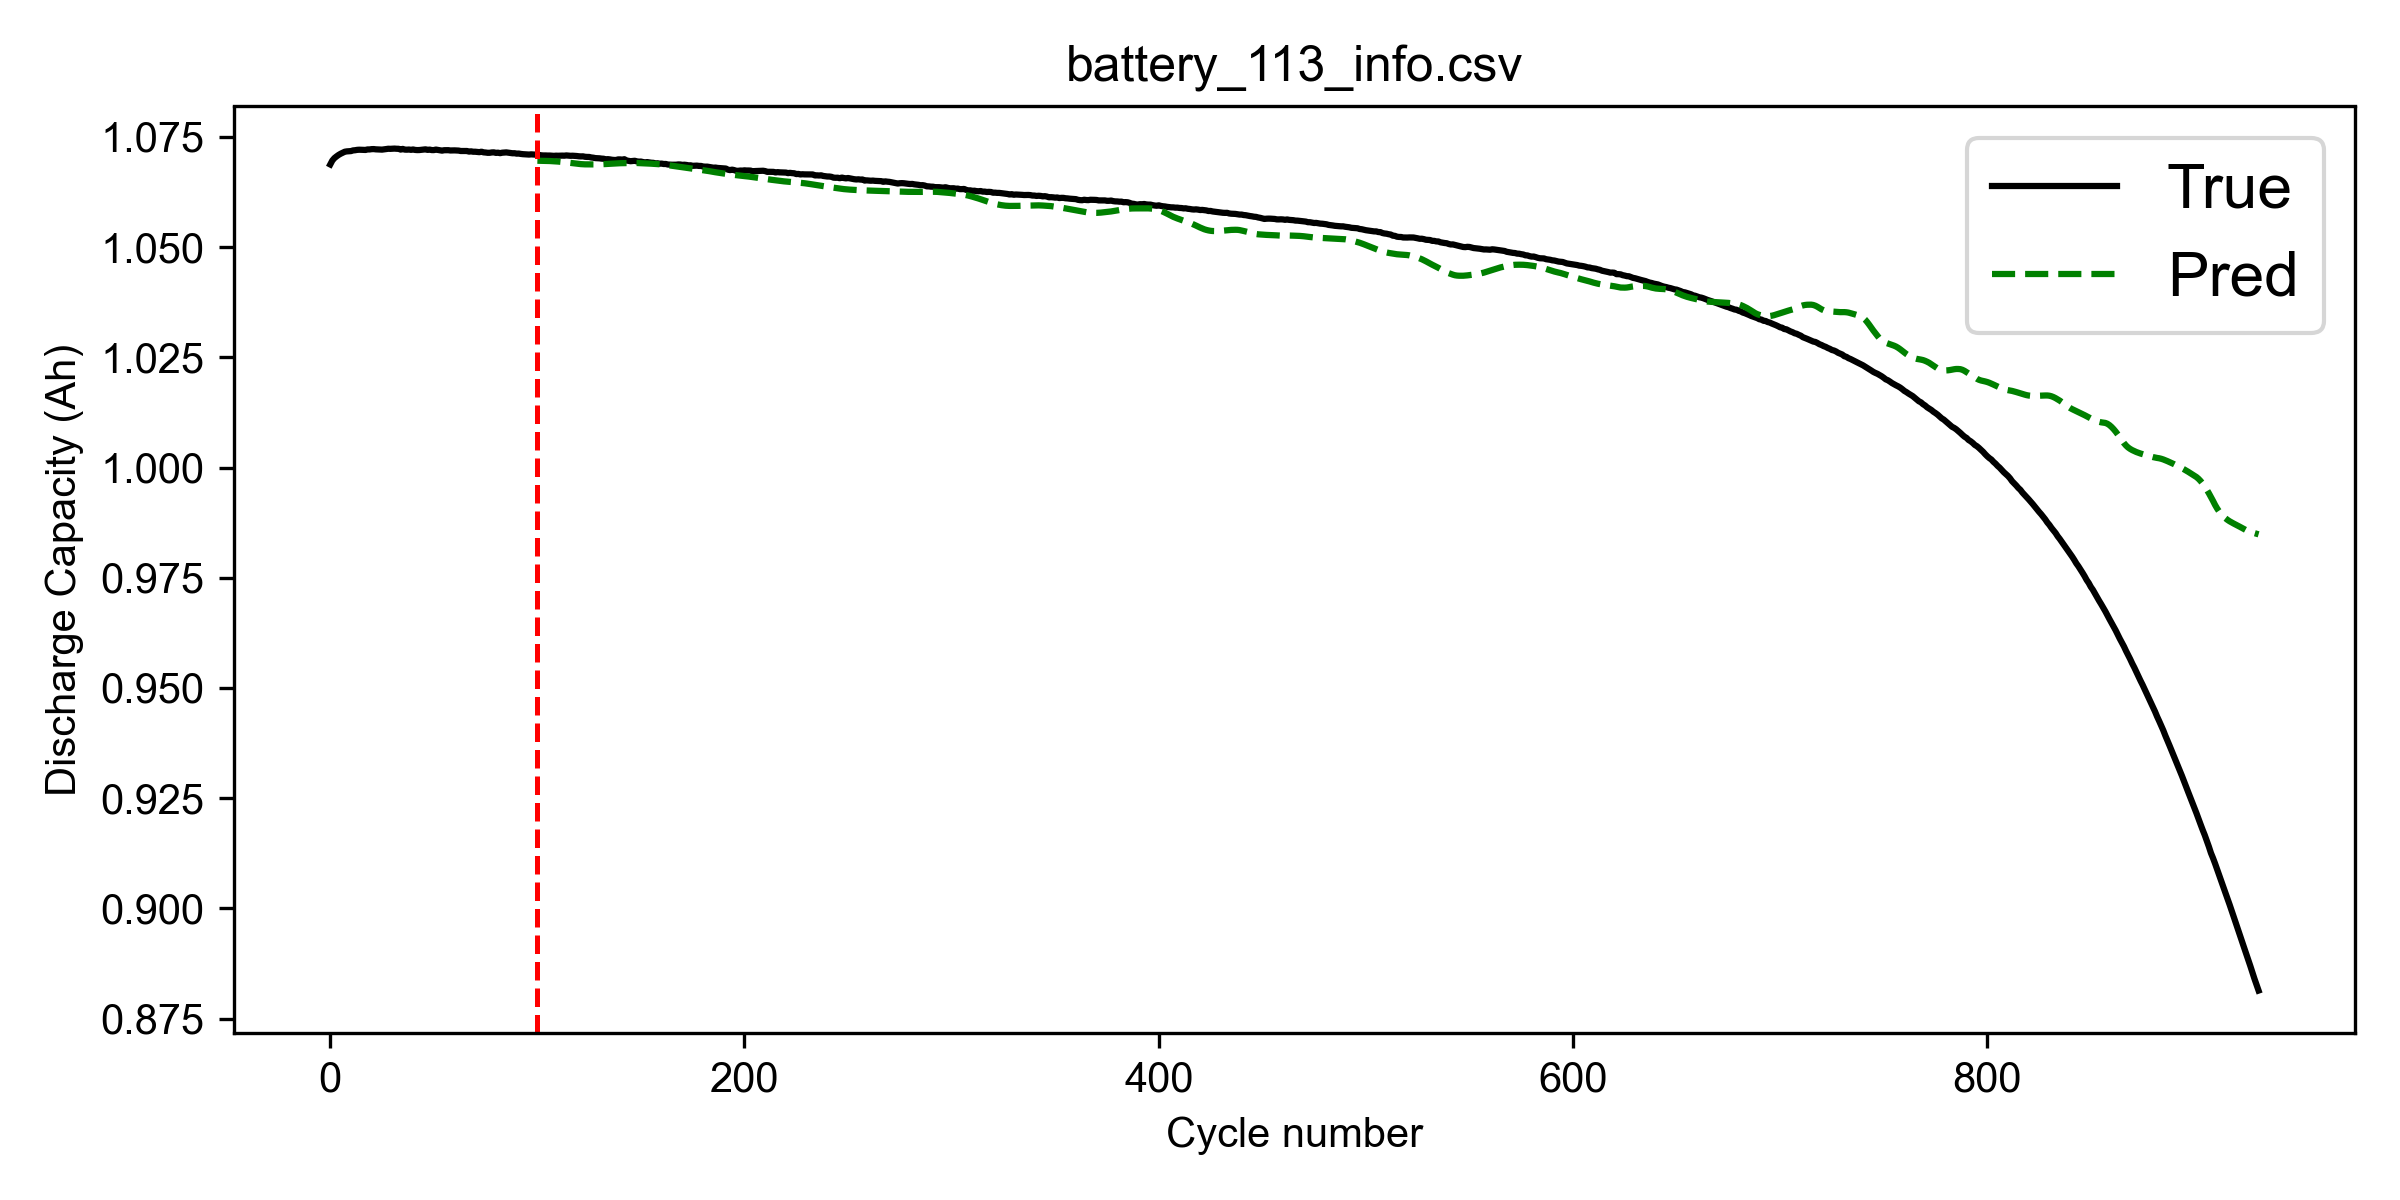 battery_113_info.csv
1.075
1.050
1.025
1.000
0.975
0.950
0.925
0.900
0.875
Discharge Capacity (Ah)
True
Pred
0 200 400 600 800
Cycle number